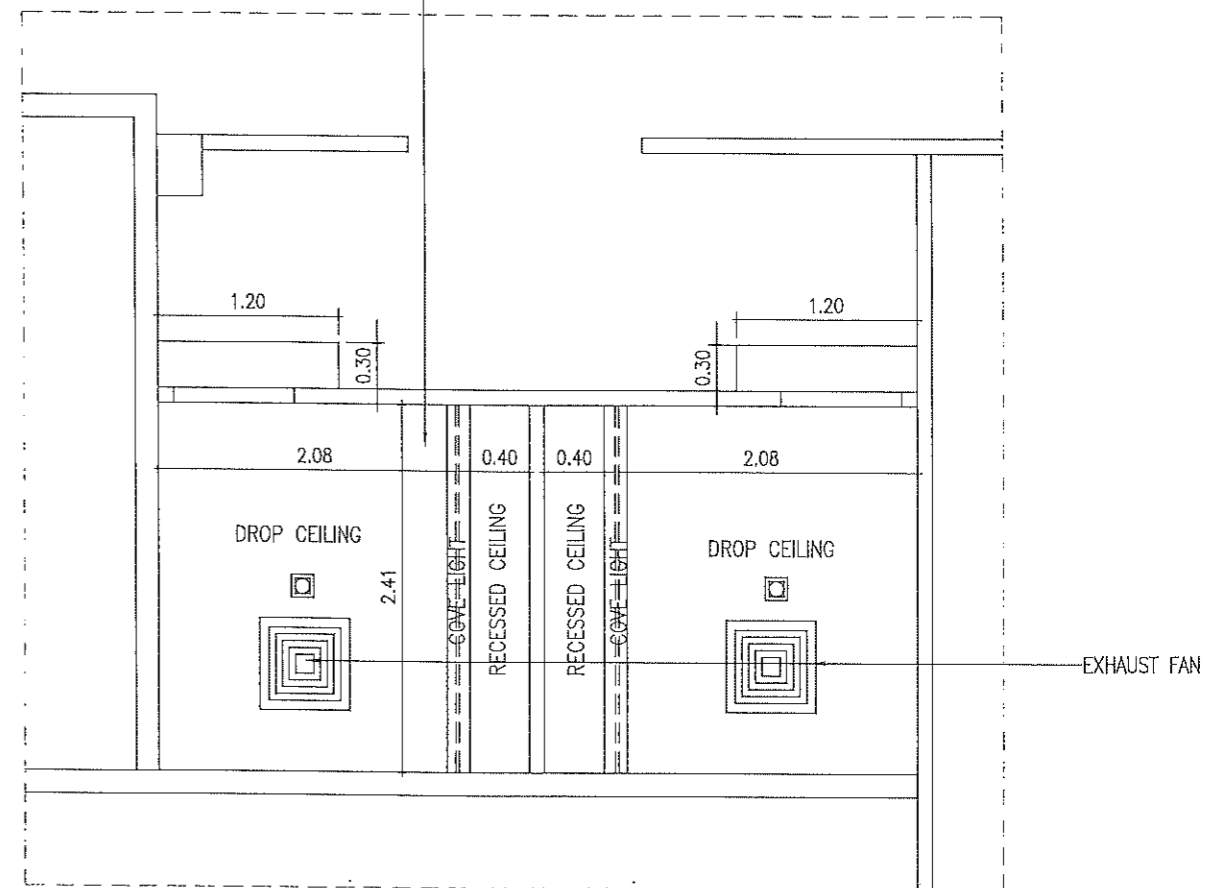 1.20
1.20
0.30
0.30
2.08
0.40
0.40
2.08
DROP CEILING
DROP CEILING
2.41
COVE LIGHT
RECESSED CEILING
RECESSED CEILING
COVE LIGHT
EXHAUST FAN